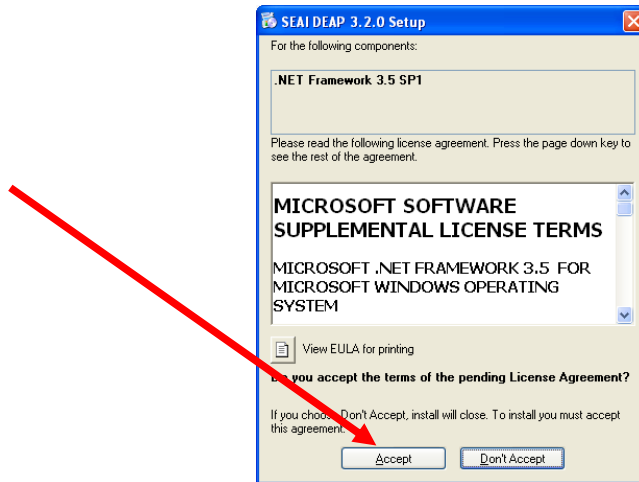 SEAI DEAP 3.2.0 Setup
For the following components:
.NET Framework 3.5 SP1
Please read the following license agreement. Press the page down key to
see the rest of the agreement.
MICROSOFT SOFTWARE
SUPPLEMENTAL LICENSE TERMS
MICROSOFT .NET FRAMEWORK 3.5 FOR
MICROSOFT WINDOWS OPERATING
SYSTEM
View EULA for printing
Do you accept the terms of the pending License Agreement?
If you choose Don't Accept, install will close. To install you must accept
this agreement.
Accept Don't Accept